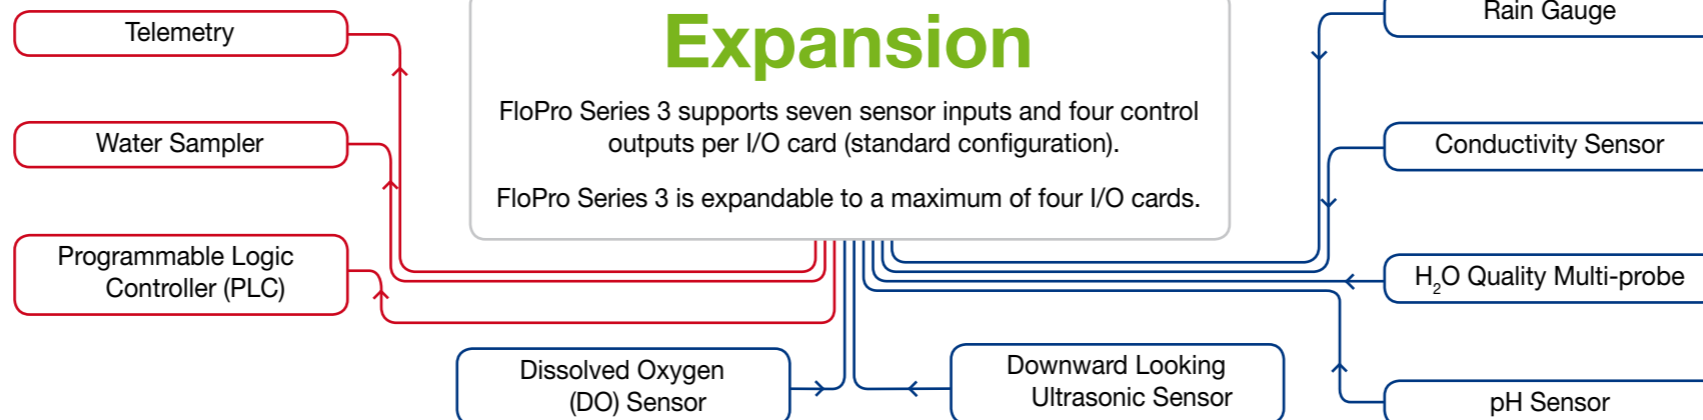 Telemetry
Water Sampler
Programmable Logic
Controller (PLC)
Expansion
FloPro Series 3 supports seven sensor inputs and four control
outputs per I/O card (standard configuration).
FloPro Series 3 is expandable to a maximum of four I/O cards.
Rain Gauge
Conductivity Sensor
H₂O Quality Multi-probe
pH Sensor
Dissolved Oxygen
(DO) Sensor
Downward Looking
Ultrasonic Sensor